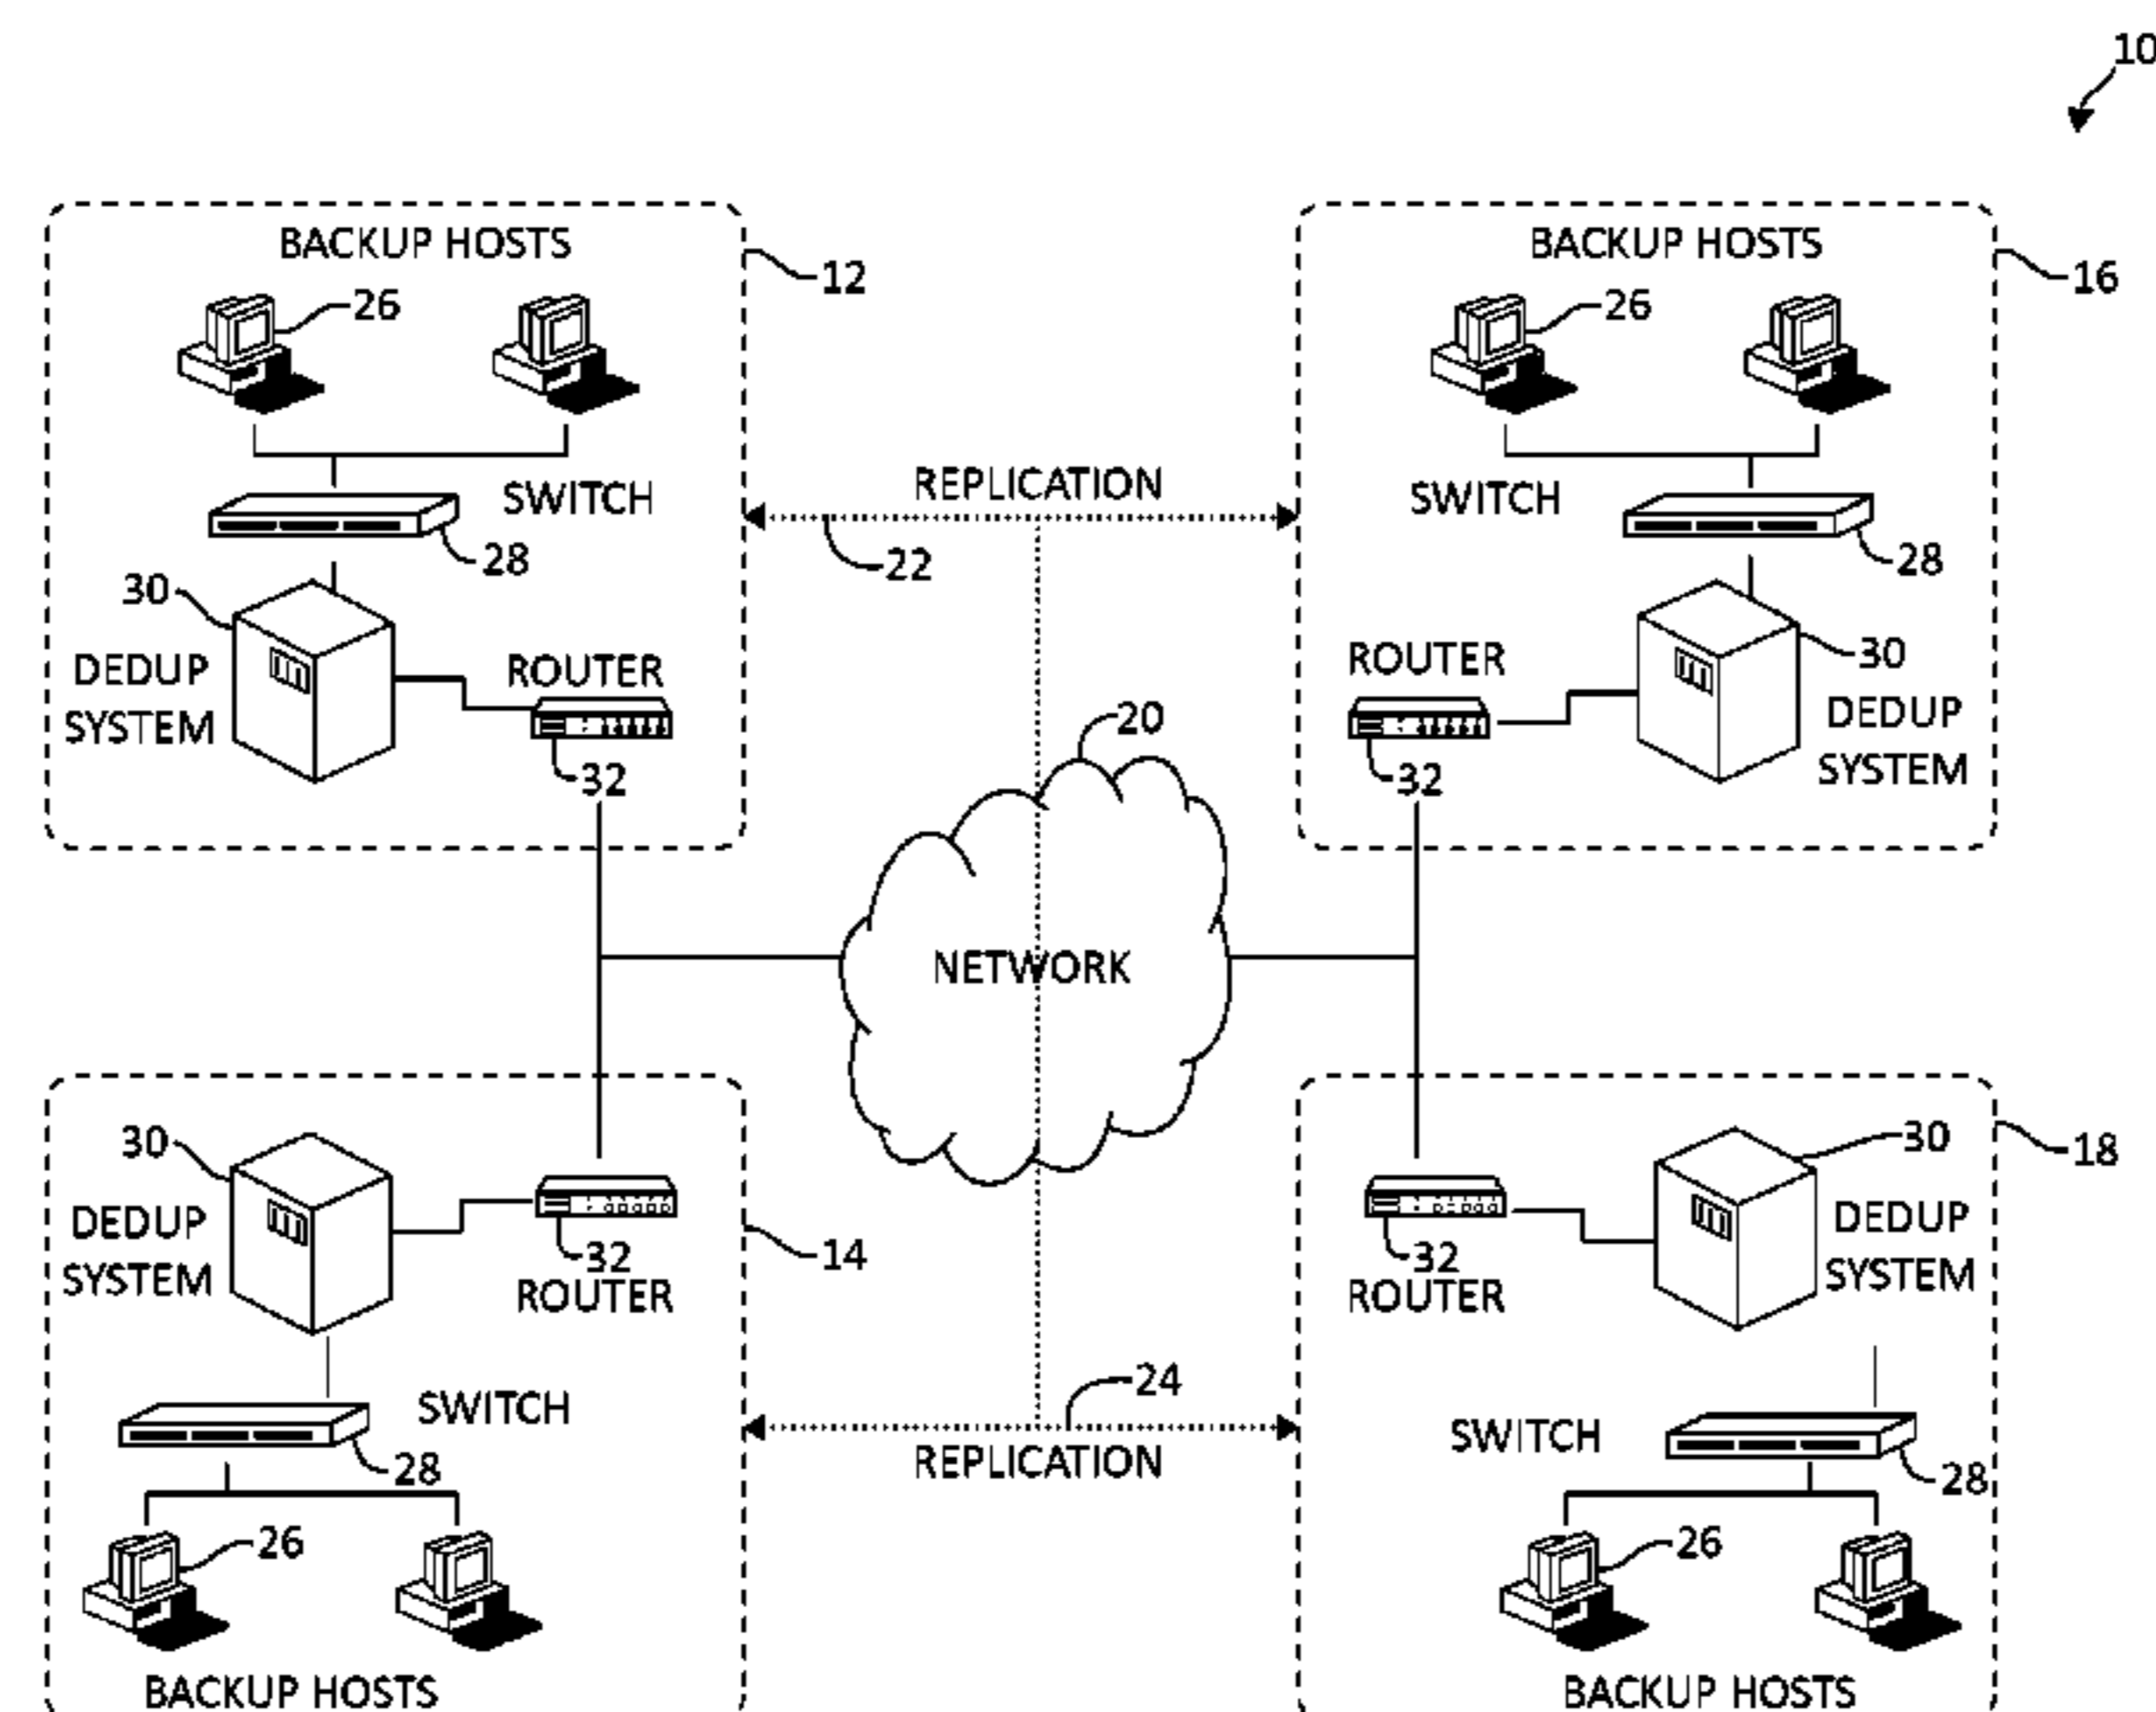 10
BACKUP HOSTS
12
26
SWITCH
28
30
DEDUP
SYSTEM
ROUTER
32
REPLICATION
22
BACKUP HOSTS
16
26
SWITCH
28
ROUTER
32
30
DEDUP
SYSTEM
20
NETWORK
30
DEDUP
SYSTEM
32
ROUTER
14
SWITCH
28
26
BACKUP HOSTS
24
REPLICATION
30
18
32
ROUTER
DEDUP
SYSTEM
SWITCH
28
26
BACKUP HOSTS